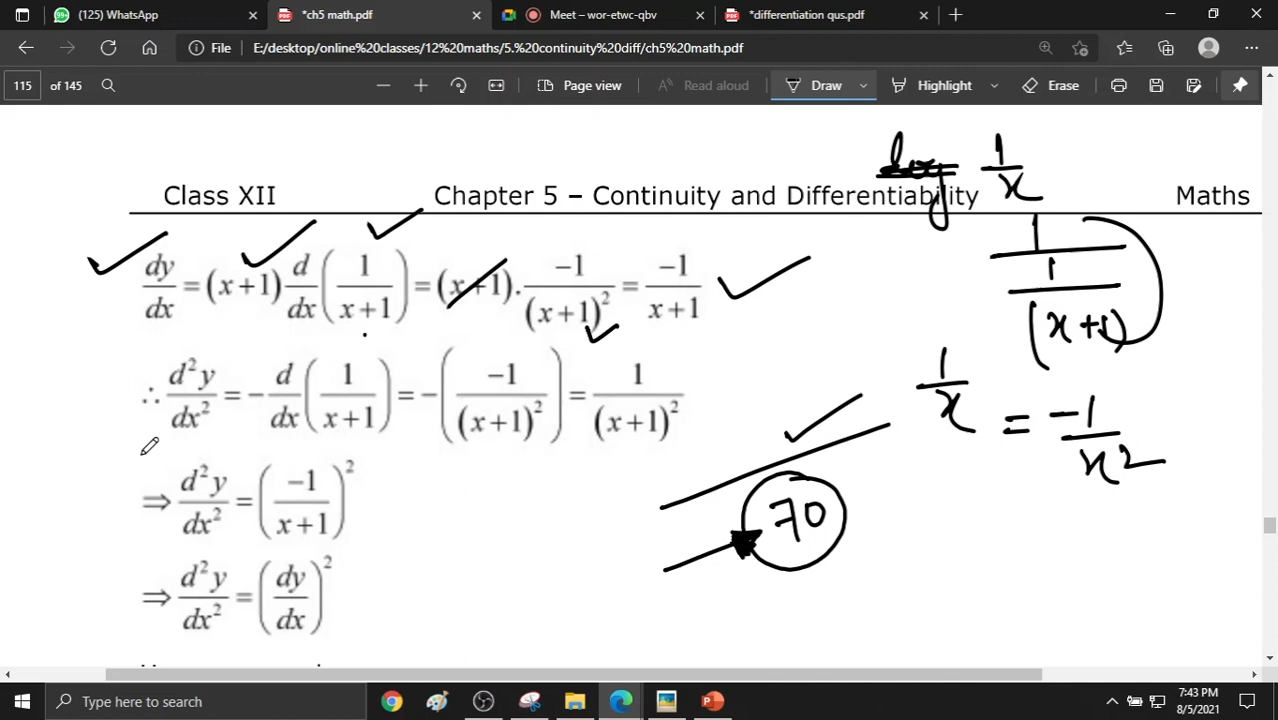 (125) WhatsApp
*ch5 math.pdf
Meet – wor-etwc-qbv
*differentiation qus.pdf
File
E:/desktop/online%20classes/12%20maths/5.%20continuity%20diff/ch5%20math.pdf
115 of 145
Page view
Read aloud
Draw
Highlight
Erase
log 1/x
Class XII
Chapter 5 – Continuity and Differentiability
Maths
dy/dx = (x+1) d/dx (1/(x+1)) = (x+1). -1/(x+1)² = -1/(x+1)
1/(1/(x+1))
∴ d²y/dx² = - d/dx (1/(x+1)) = -(-1/(x+1)²) = 1/(x+1)²
1/x = -1/x²
⇒ d²y/dx² = (-1/(x+1))²
70
⇒ d²y/dx² = (dy/dx)²
Type here to search
7:43 PM
8/5/2021